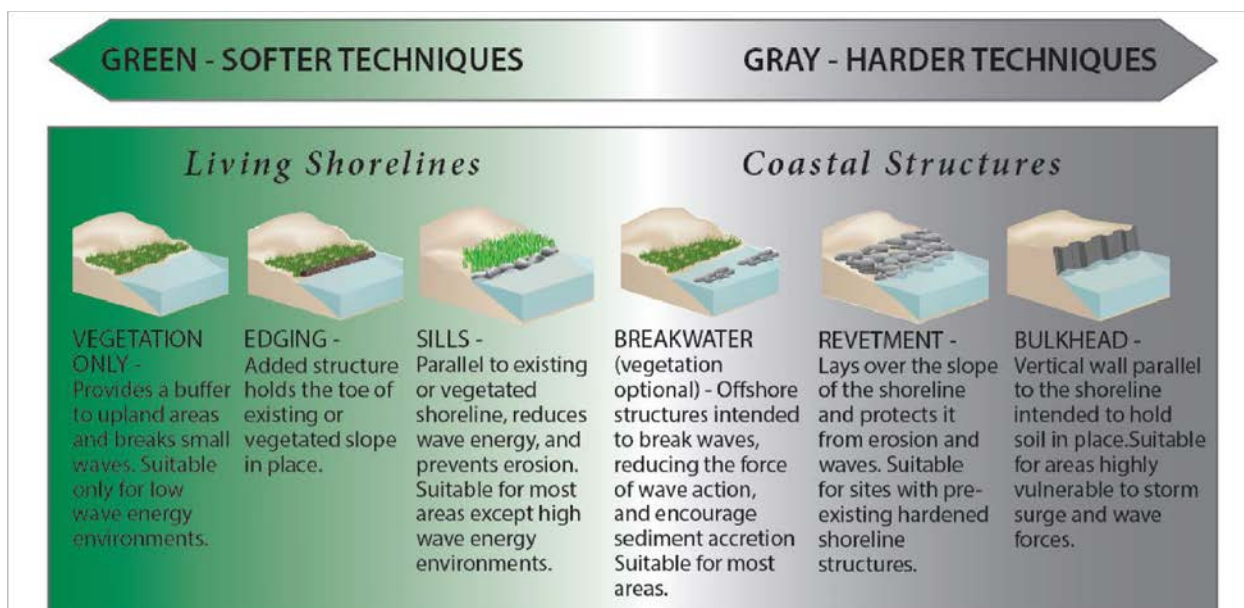 GREEN - SOFTER TECHNIQUES
GRAY - HARDER TECHNIQUES
Living Shorelines
Coastal Structures
VEGETATION
ONLY -
Provides a buffer
to upland areas
and breaks small
waves. Suitable
only for low
wave energy
environments.
EDGING -
Added structure
holds the toe of
existing or
vegetated slope
in place.
SILLS -
Parallel to existing
or vegetated
shoreline, reduces
wave energy, and
prevents erosion.
Suitable for most
areas except high
wave energy
environments.
BREAKWATER
(vegetation
optional) - Offshore
structures intended
to break waves,
reducing the force
of wave action,
and encourage
sediment accretion
Suitable for most
areas.
REVETMENT -
Lays over the slope
of the shoreline
and protects it
from erosion and
waves. Suitable
for sites with pre-
existing hardened
shoreline
structures.
BULKHEAD -
Vertical wall parallel
to the shoreline
intended to hold
soil in place.Suitable
for areas highly
vulnerable to storm
surge and wave
forces.